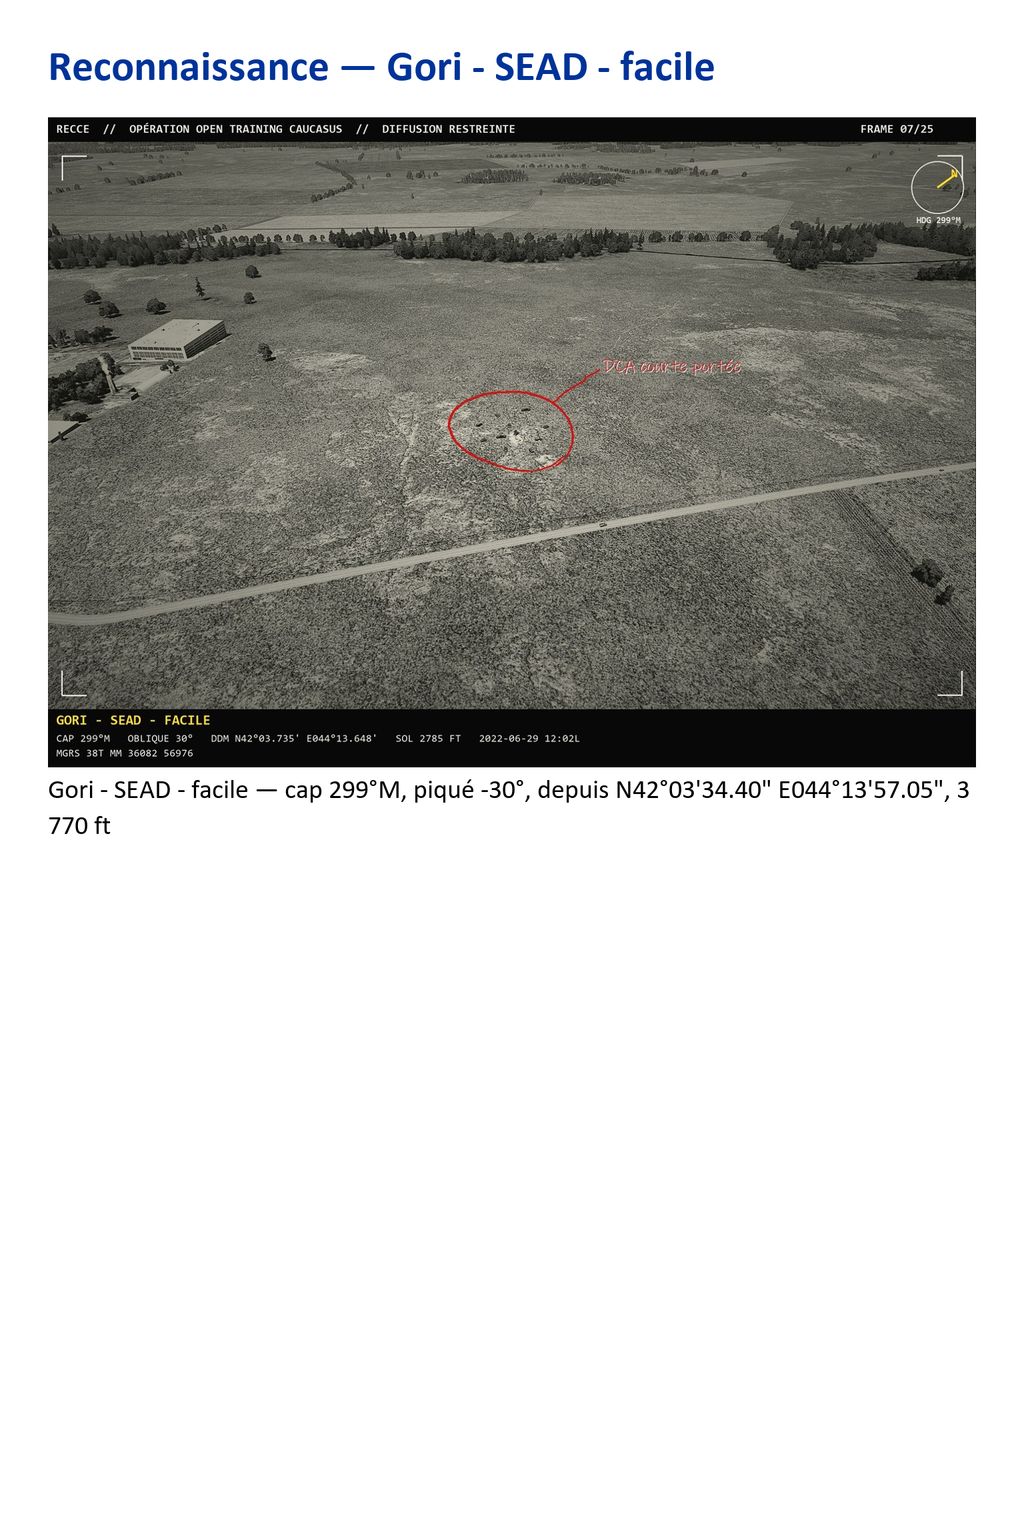 Reconnaissance — Gori - SEAD - facile
RECCE // OPÉRATION OPEN TRAINING CAUCASUS // DIFFUSION RESTREINTE
FRAME 07/25
N
HDG 299°M
DCA courte portée
GORI - SEAD - FACILE
CAP 299°M OBLIQUE 30° DDM N42°03.735' E044°13.648' SOL 2785 FT 2022-06-29 12:02L
MGRS 38T MM 36082 56976
Gori - SEAD - facile — cap 299°M, piqué -30°, depuis N42°03'34.40" E044°13'57.05", 3
770 ft